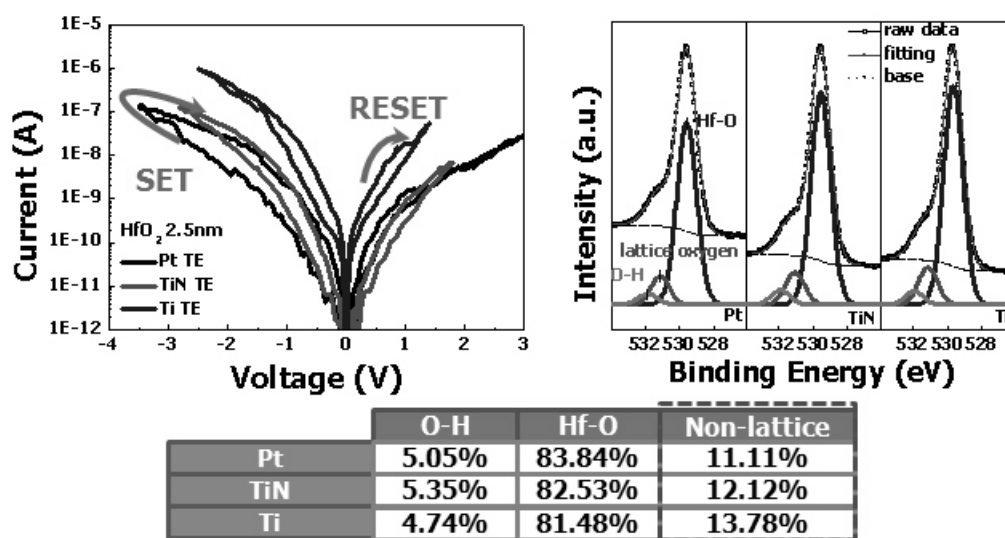 1E-5
1E-6
1E-7
1E-8
1E-9
1E-10
1E-11
1E-12
Current (A)
SET
RESET
HfO2 2.5nm
Pt TE
TiN TE
Ti TE
-4 -3 -2 -1 0 1 2 3
Voltage (V)
Intensity (a.u.)
raw data
fitting
base
Hf-O
lattice oxygen
O-H
Pt TiN Ti
532 530 528 532 530 528 532 530 528
Binding Energy (eV)
O-H Hf-O Non-lattice
Pt 5.05% 83.84% 11.11%
TiN 5.35% 82.53% 12.12%
Ti 4.74% 81.48% 13.78%